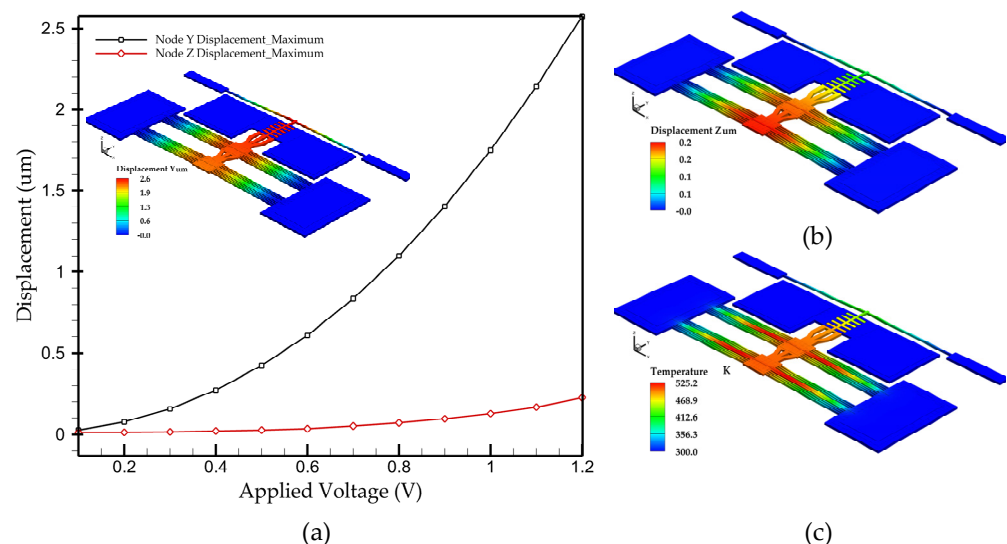 2.5
2
1.5
1
0.5
0
Displacement (um)
Node Y Displacement_Maximum
Node Z Displacement_Maximum
Displacement Yum
2.6
2.3
1.3
0.6
-0.0
0.2
0.4
0.6
0.8
1
1.2
Applied Voltage (V)
(a)
Displacement Zum
0.2
0.2
0.1
0.1
-0.0
(b)
Temperature K
525.2
468.9
412.6
356.3
300.0
(c)